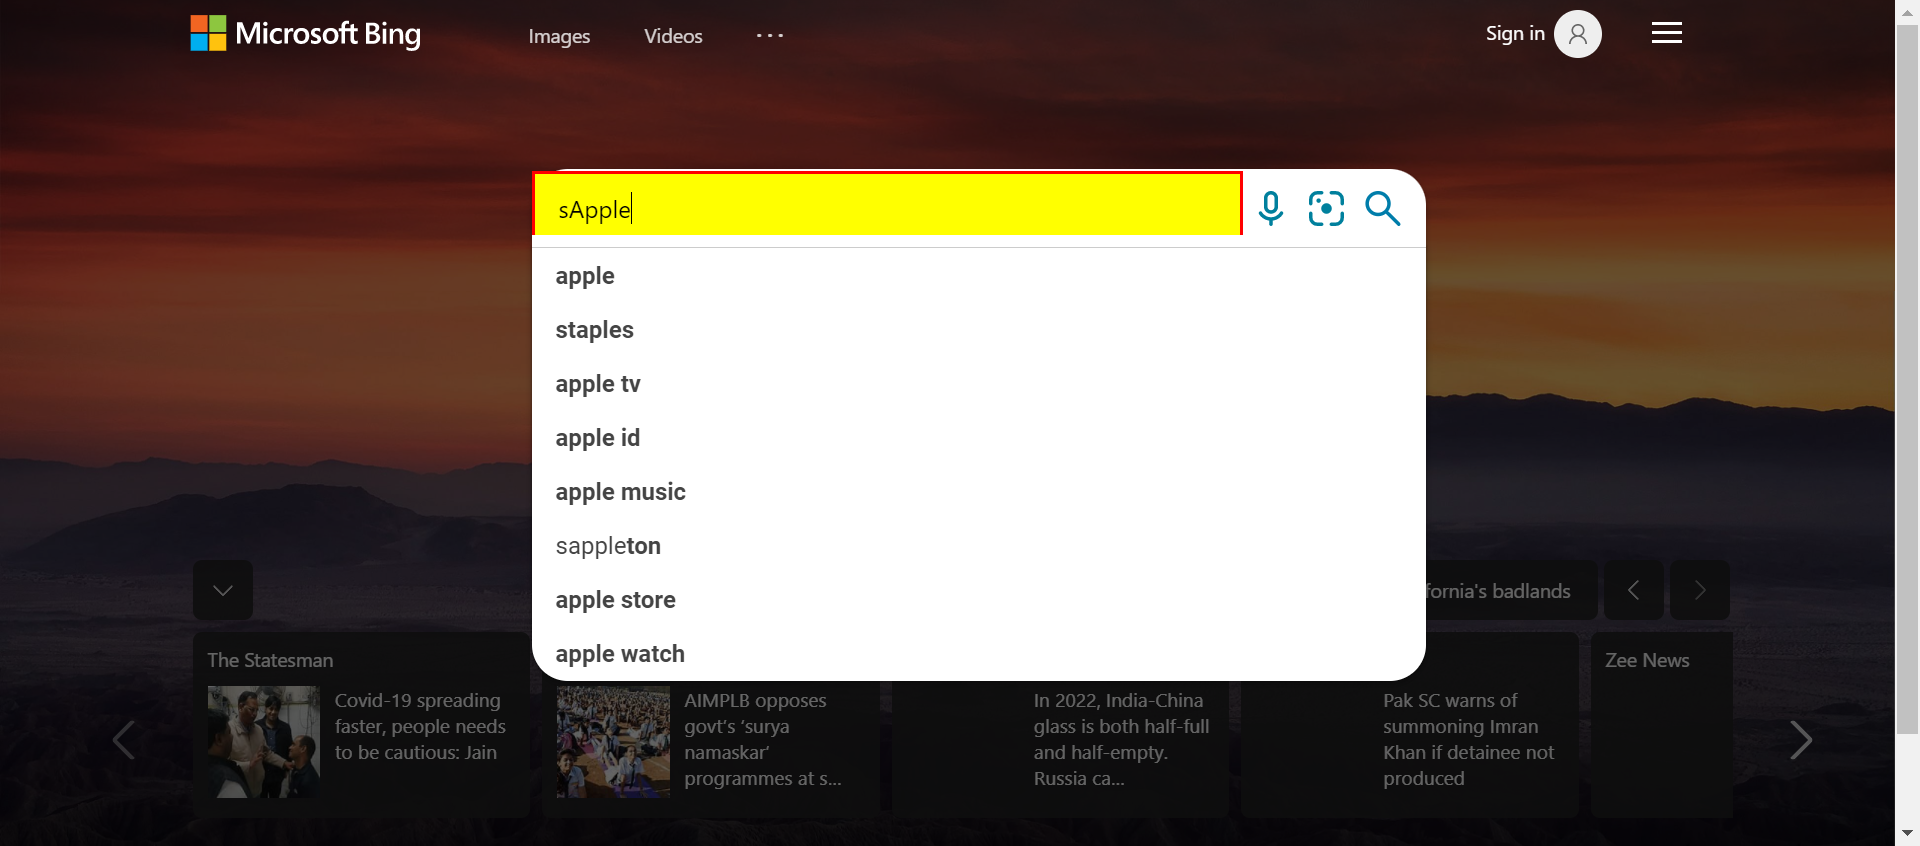 Microsoft Bing
Images
Videos
Sign in
sApple
apple
staples
apple tv
apple id
apple music
sappleton
apple store
apple watch
fornia's badlands
The Statesman
Covid-19 spreading
faster, people needs
to be cautious: Jain
AIMPLB opposes
govt's ‘surya
namaskar’
programmes at s...
In 2022, India-China
glass is both half-full
and half-empty.
Russia ca...
Pak SC warns of
summoning Imran
Khan if detainee not
produced
Zee News